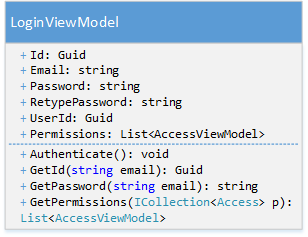 LoginViewModel
+ Id: Guid
+ Email: string
+ Password: string
+ RetypePassword: string
+ UserId: Guid
+ Permissions: List<AccessViewModel>
+ Authenticate(): void
+ GetId(string email): Guid
+ GetPassword(string email): string
+ GetPermissions(ICollection<Access> p):
List<AccessViewModel>